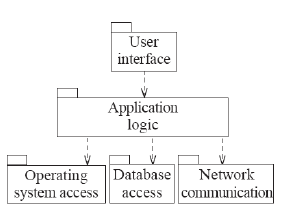 User
interface
Application
logic
Operating
system access
Database
access
Network
communication